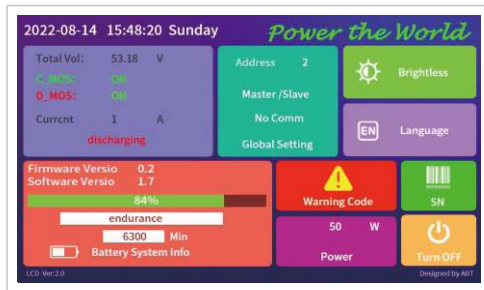 2022-08-14 15:48:20 Sunday
Power the World
Total Vol: 53.18 V
C_MOS: ON
D_MOS: ON
Currcnt 1 A
discharging
Address 2
Master /Slave
No Comm
Global Setting
Brightless
EN
Language
Firmware Versio 0.2
Software Versio 1.7
84%
endurance
6300 Min
Battery System Info
Warning Code
SN
50 W
Power
Turn OFF
LCD Ver:2.0
Designed by ABT